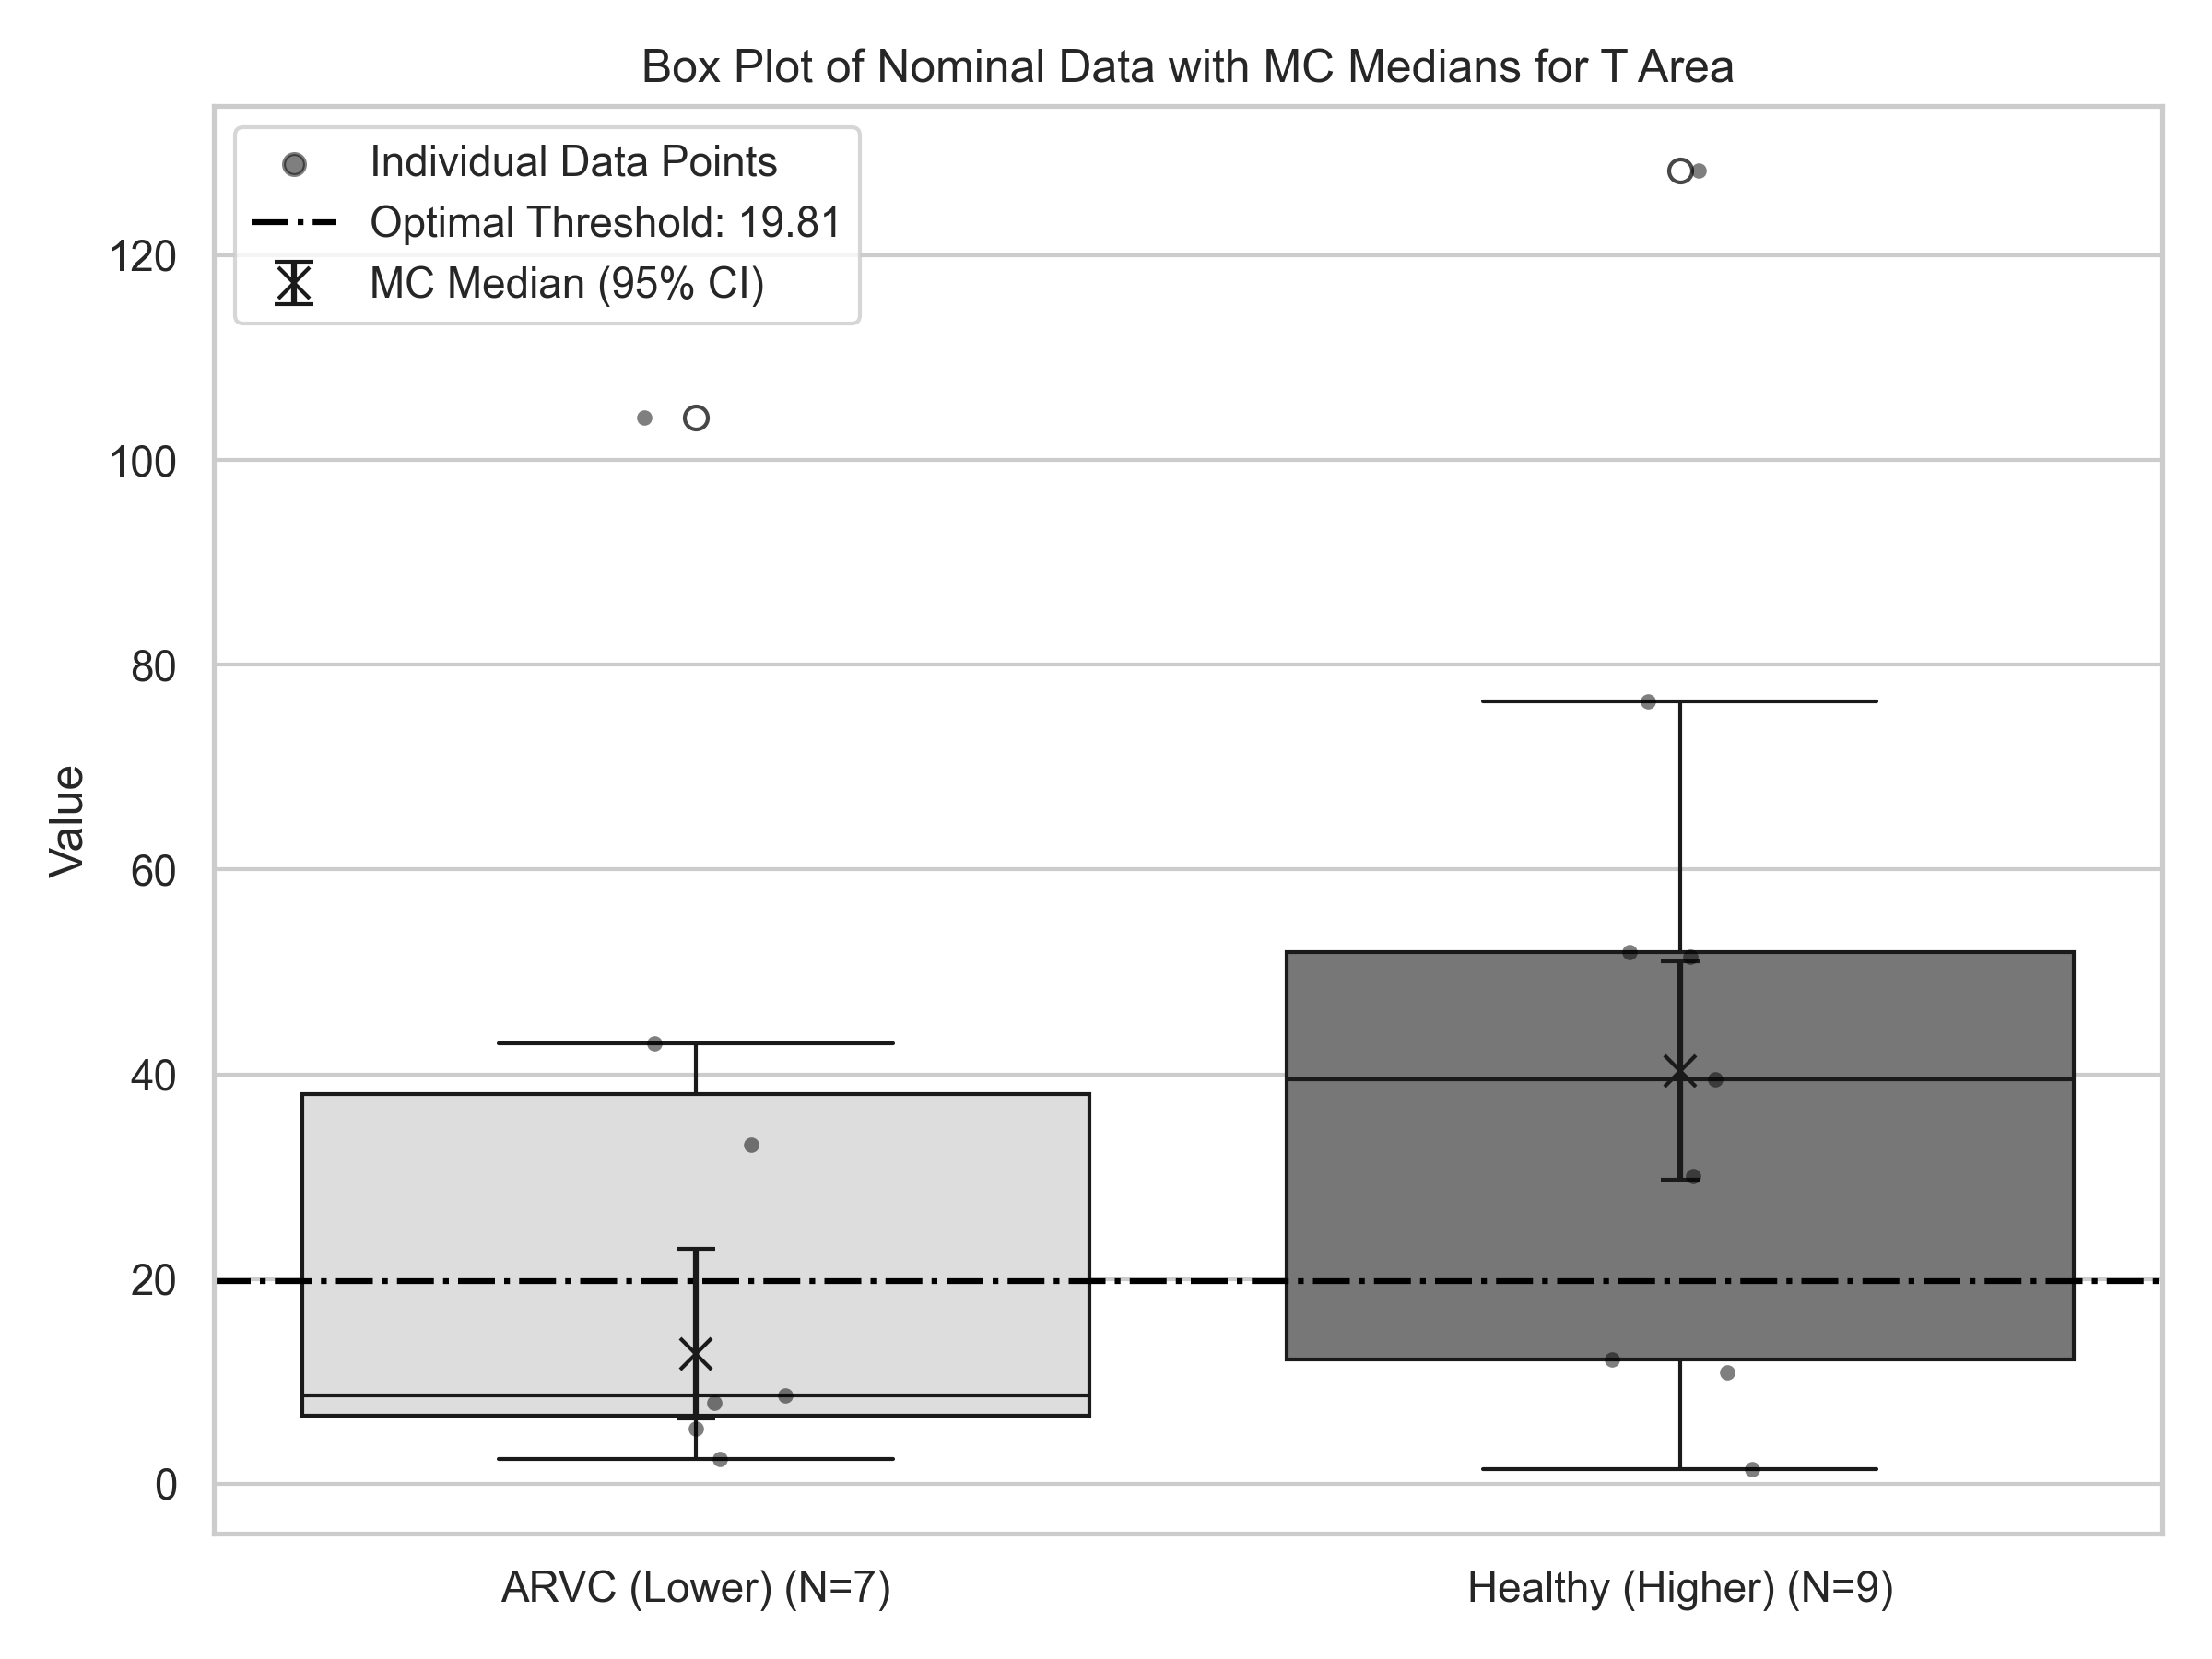 Box Plot of Nominal Data with MC Medians for T Area
Individual Data Points
Optimal Threshold: 19.81
MC Median (95% CI)
120
100
80
60
40
20
0
Value
ARVC (Lower) (N=7)
Healthy (Higher) (N=9)